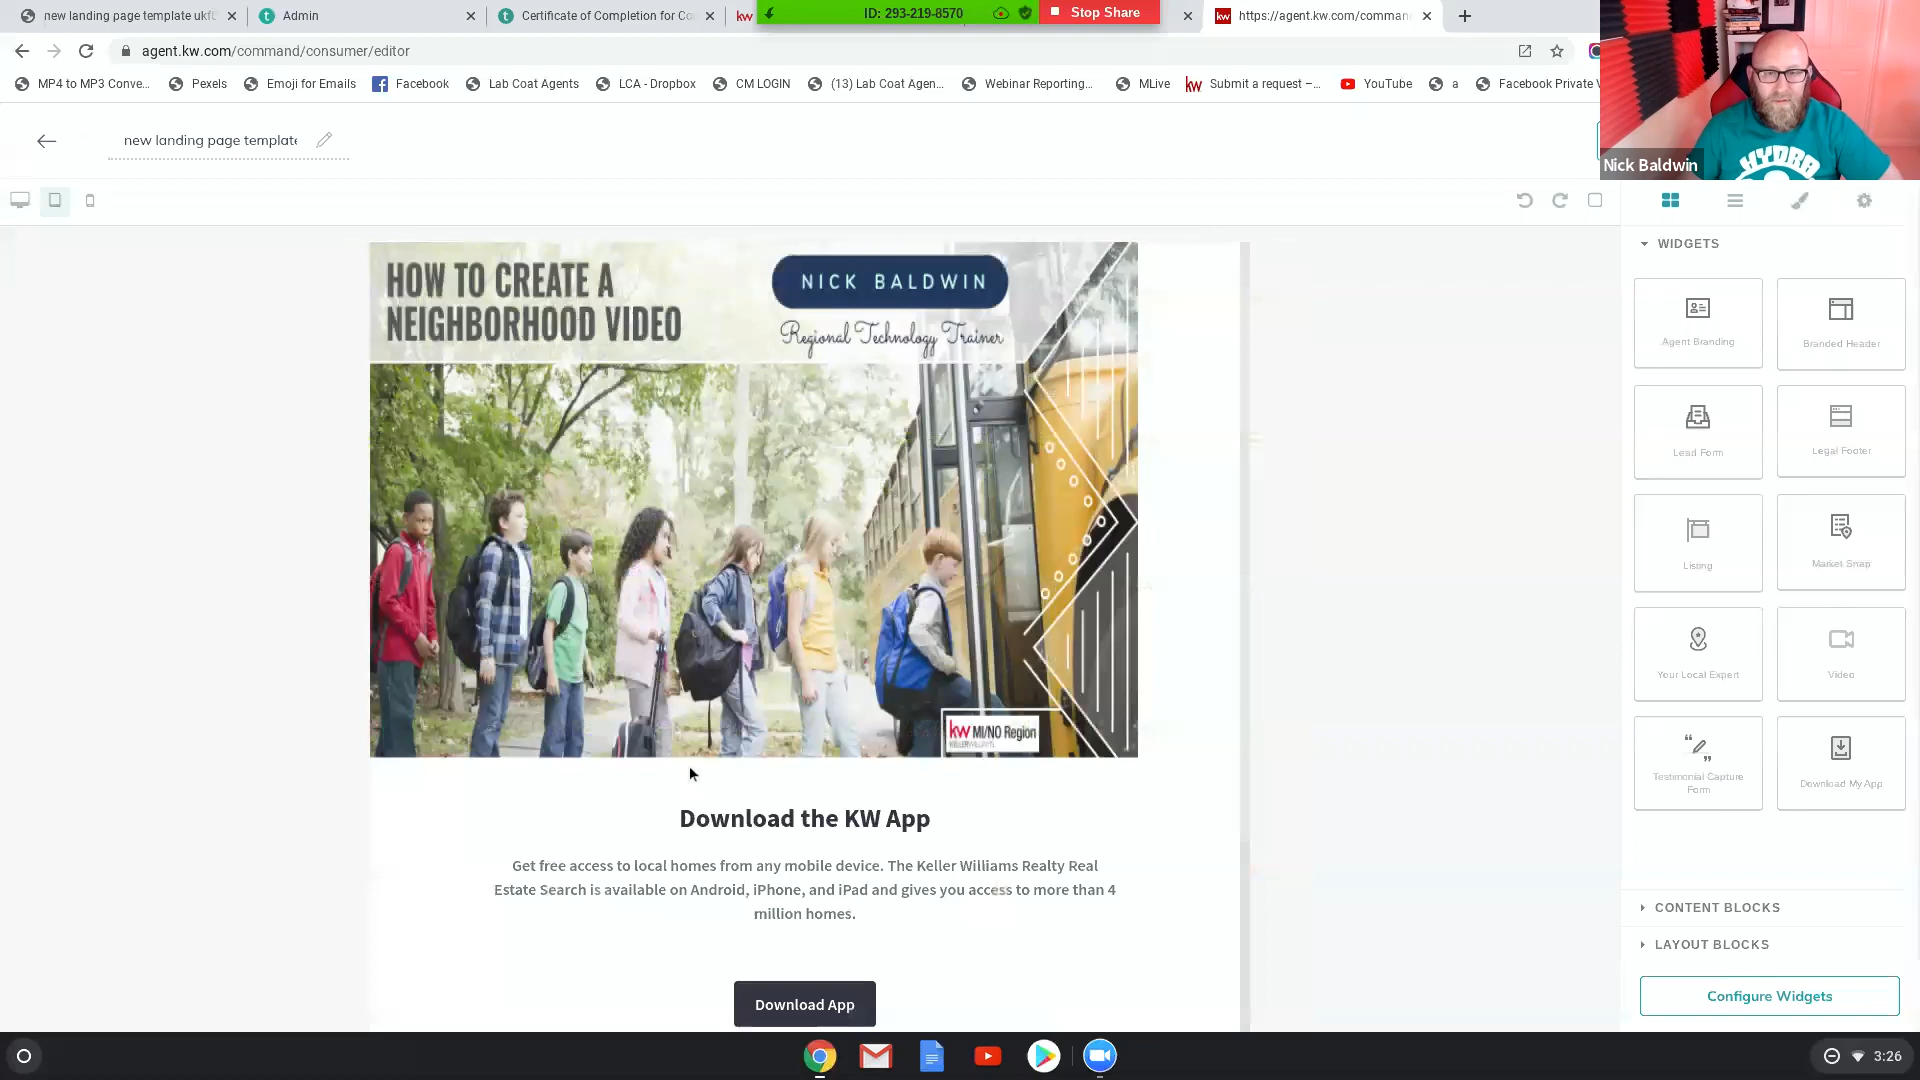 new landing page template ukf
Admin
Certificate of Completion for Co
kw
ID: 293-219-8570
Stop Share
kw
https://agent.kw.com/comman
agent.kw.com/command/consumer/editor
MP4 to MP3 Conve...
Pexels
Emoji for Emails
Facebook
Lab Coat Agents
LCA - Dropbox
CM LOGIN
(13) Lab Coat Agen...
Webinar Reporting...
MLive
kw
Submit a request –...
YouTube
a
Facebook Private V
HYDRA
Nick Baldwin
new landing page template
WIDGETS
Agent Branding
Branded Header
Lead Form
Legal Footer
Listing
Market Snap
Your Local Expert
Video
Testimonial Capture
Form
Download My App
CONTENT BLOCKS
LAYOUT BLOCKS
Configure Widgets
HOW TO CREATE A
NEIGHBORHOOD VIDEO
NICK BALDWIN
Regional Technology Trainer
kw MI/NO Region
KELLERWILLIAMS
Download the KW App
Get free access to local homes from any mobile device. The Keller Williams Realty Real
Estate Search is available on Android, iPhone, and iPad and gives you access to more than 4
million homes.
Download App
3:26